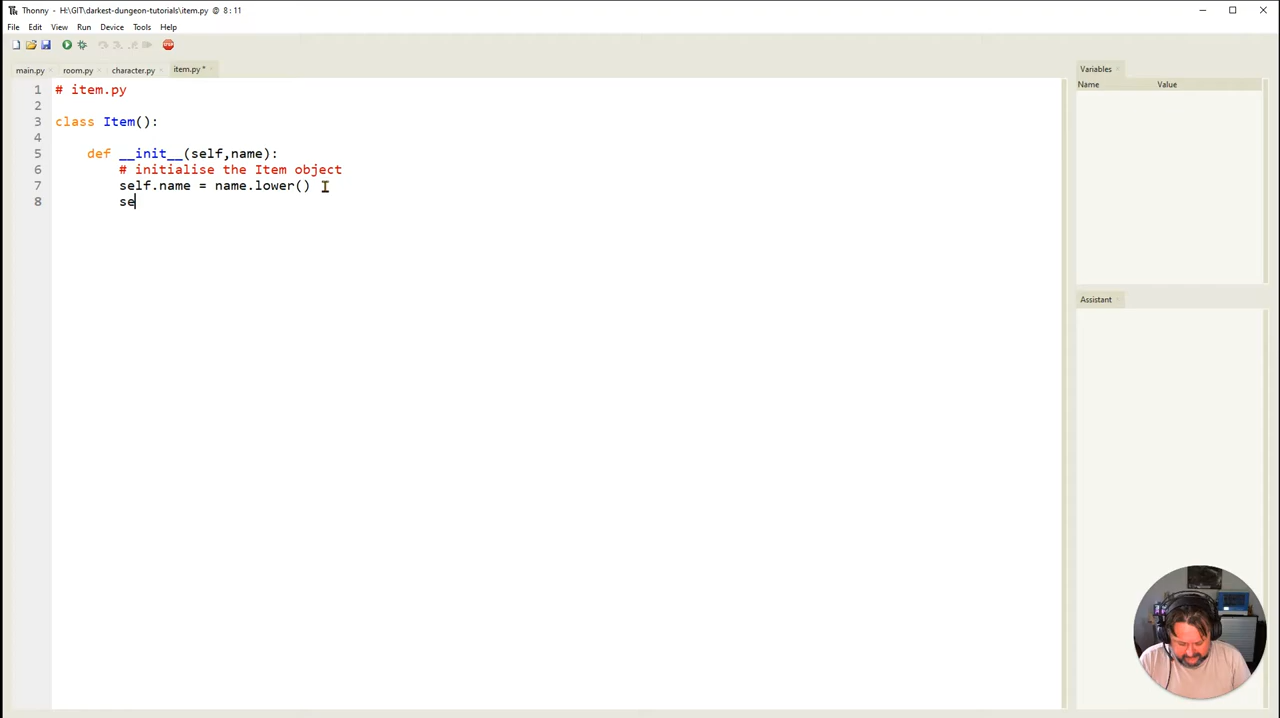 Thonny - H:\GIT\darkest-dungeon-tutorials\item.py @ 8:11
File Edit View Run Device Tools Help
main.py room.py character.py item.py *
1 # item.py
2
3 class Item():
4
5 def __init__(self,name):
6 # initialise the Item object
7 self.name = name.lower()
8 se
Variables
Name Value
Assistant